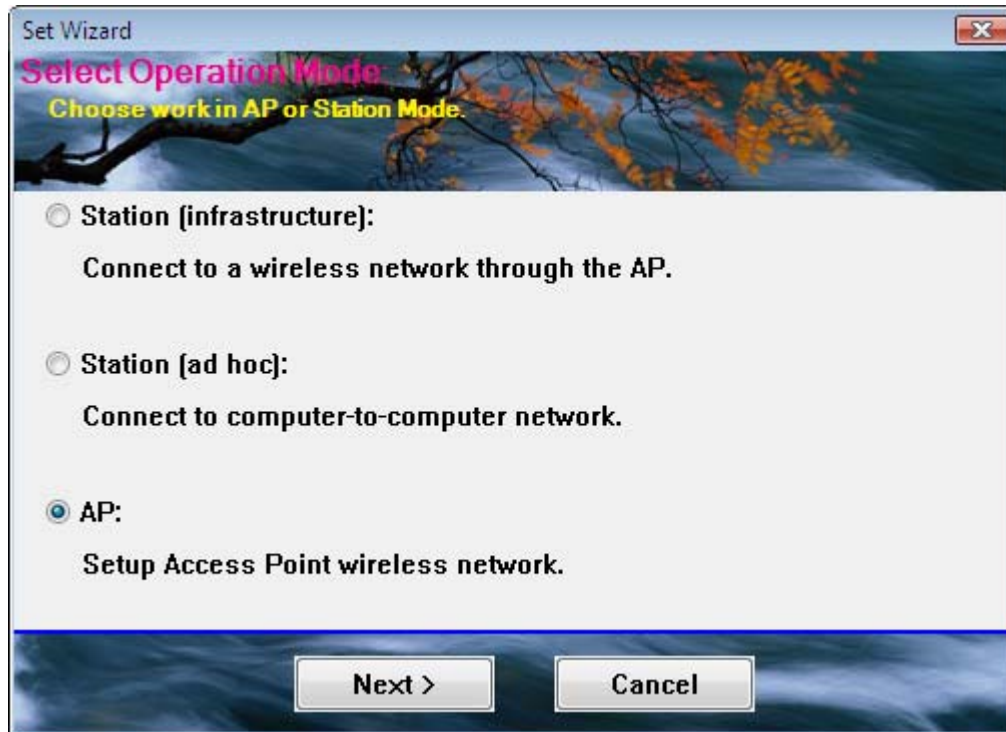 Set Wizard
Select Operation Mode:
Choose work in AP or Station Mode.
Station (infrastructure):
Connect to a wireless network through the AP.
Station (ad hoc):
Connect to computer-to-computer network.
AP:
Setup Access Point wireless network.
Next >
Cancel